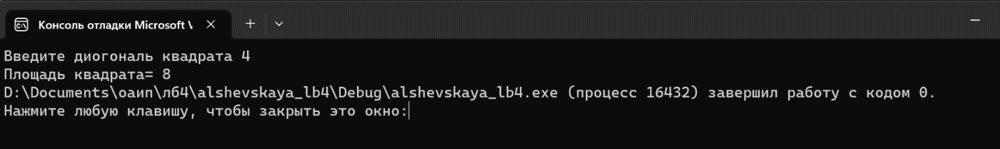 Консоль отладки Microsoft V
Введите диогональ квадрата 4
Площадь квадрата= 8
D:\Documents\оаип\лб4\alshevskaya_lb4\Debug\alshevskaya_lb4.exe (процесс 16432) завершил работу с кодом 0.
Нажмите любую клавишу, чтобы закрыть это окно: